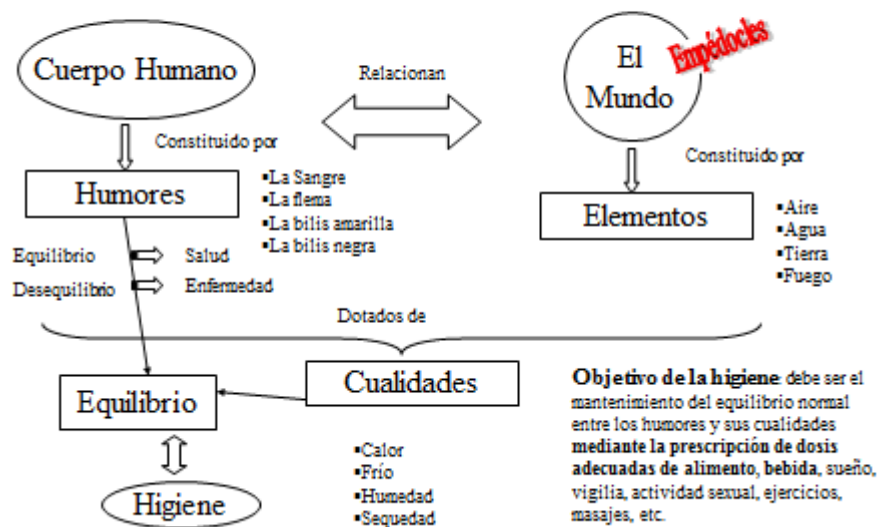 Cuerpo Humano
Relacionan
El
Mundo
Empédocles
Constituido por
Constituido por
Humores
▪La Sangre
▪La flema
▪La bilis amarilla
▪La bilis negra
Elementos
▪Aire
▪Agua
▪Tierra
▪Fuego
Equilibrio Salud
Desequilibrio Enfermedad
Dotados de
Cualidades
Equilibrio
Higiene
▪Calor
▪Frío
▪Humedad
▪Sequedad
Objetivo de la higiene: debe ser el
mantenimiento del equilibrio normal
entre los humores y sus cualidades
mediante la prescripción de dosis
adecuadas de alimento, bebida, sueño,
vigilia, actividad sexual, ejercicios,
masajes, etc.